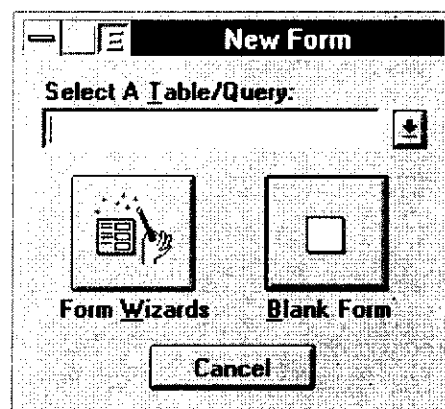 New Form
Select A Table/Query:
Form Wizards
Blank Form
Cancel